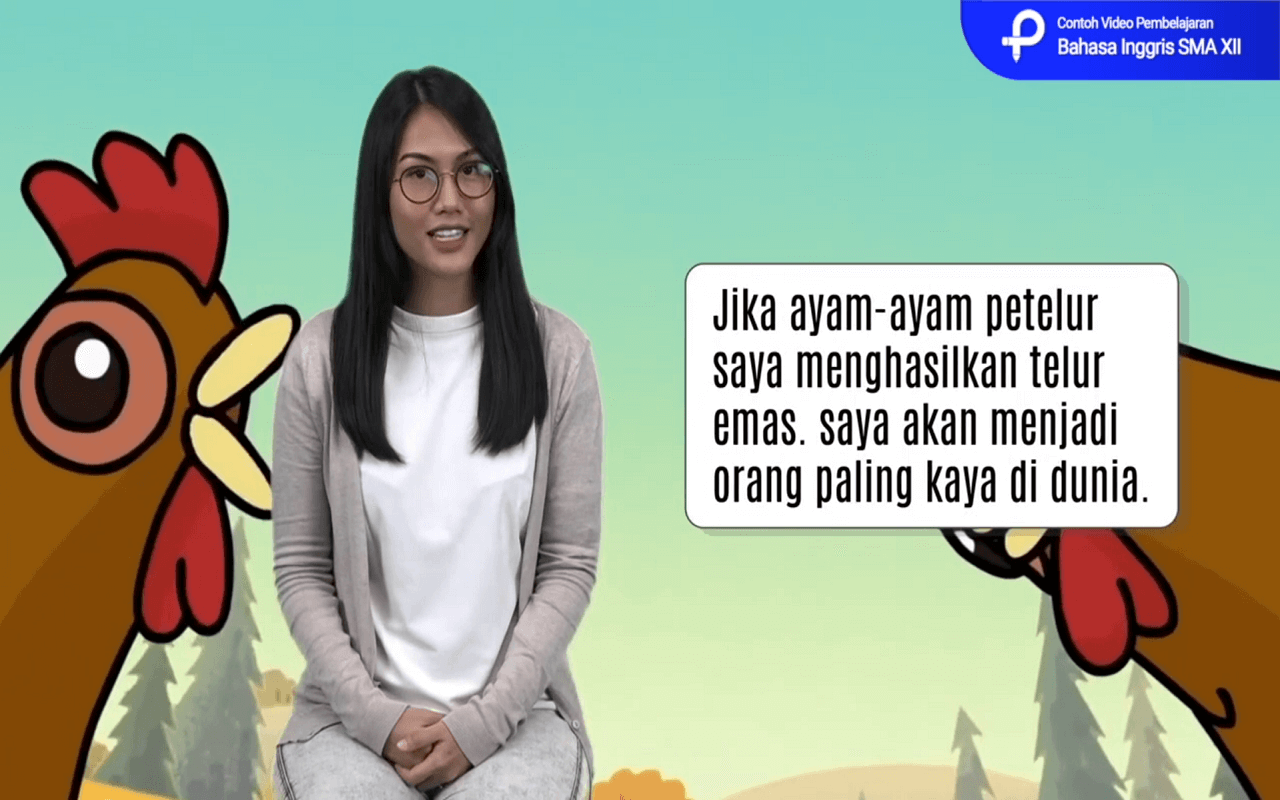 Contoh Video Pembelajaran
Bahasa Inggris SMA XII
Jika ayam-ayam petelur
saya menghasilkan telur
emas. saya akan menjadi
orang paling kaya di dunia.